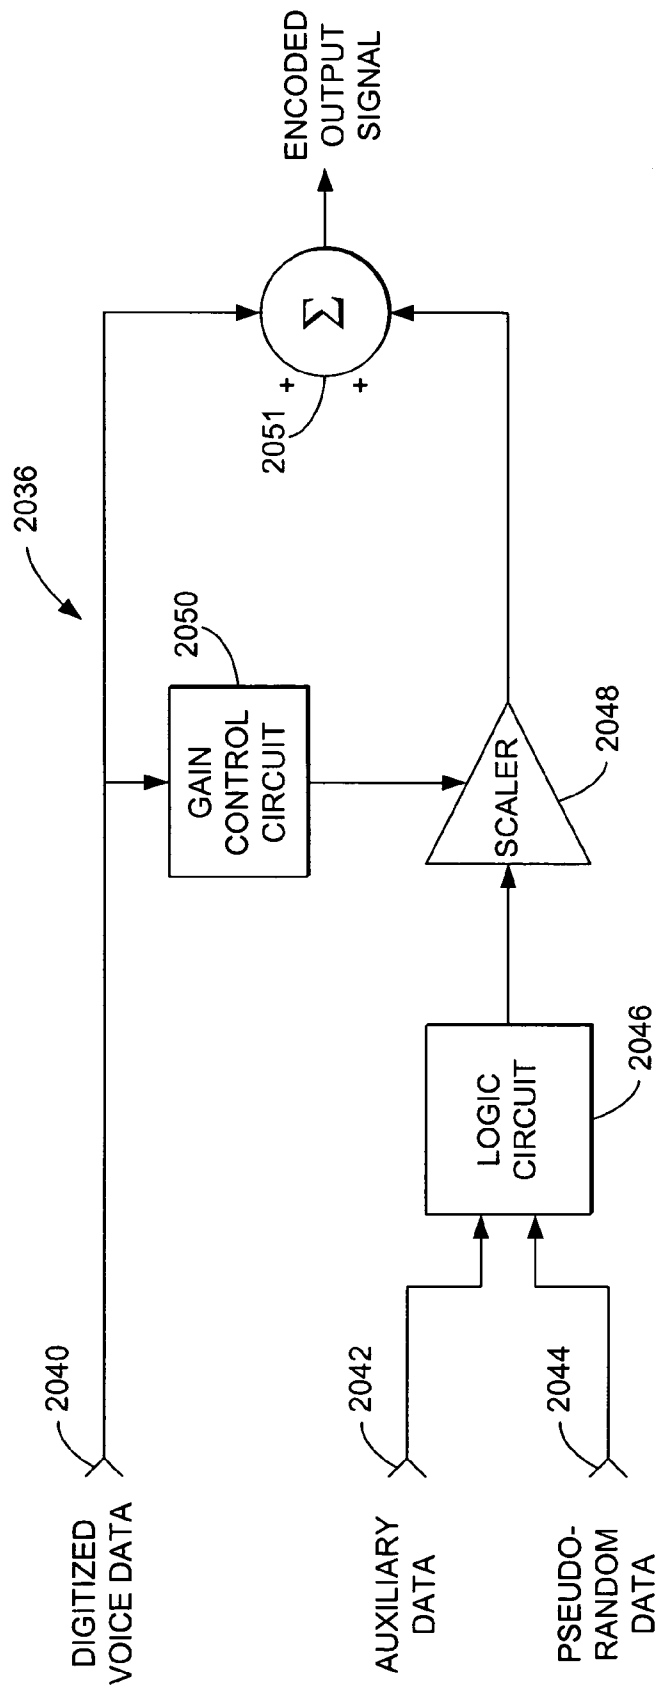 DIGITIZED
VOICE DATA
2040
2036
GAIN
CONTROL
CIRCUIT
2050
Σ
+
+
2051
ENCODED
OUTPUT
SIGNAL
AUXILIARY
DATA
2042
PSEUDO-
RANDOM
DATA
2044
LOGIC
CIRCUIT
2046
SCALER
2048